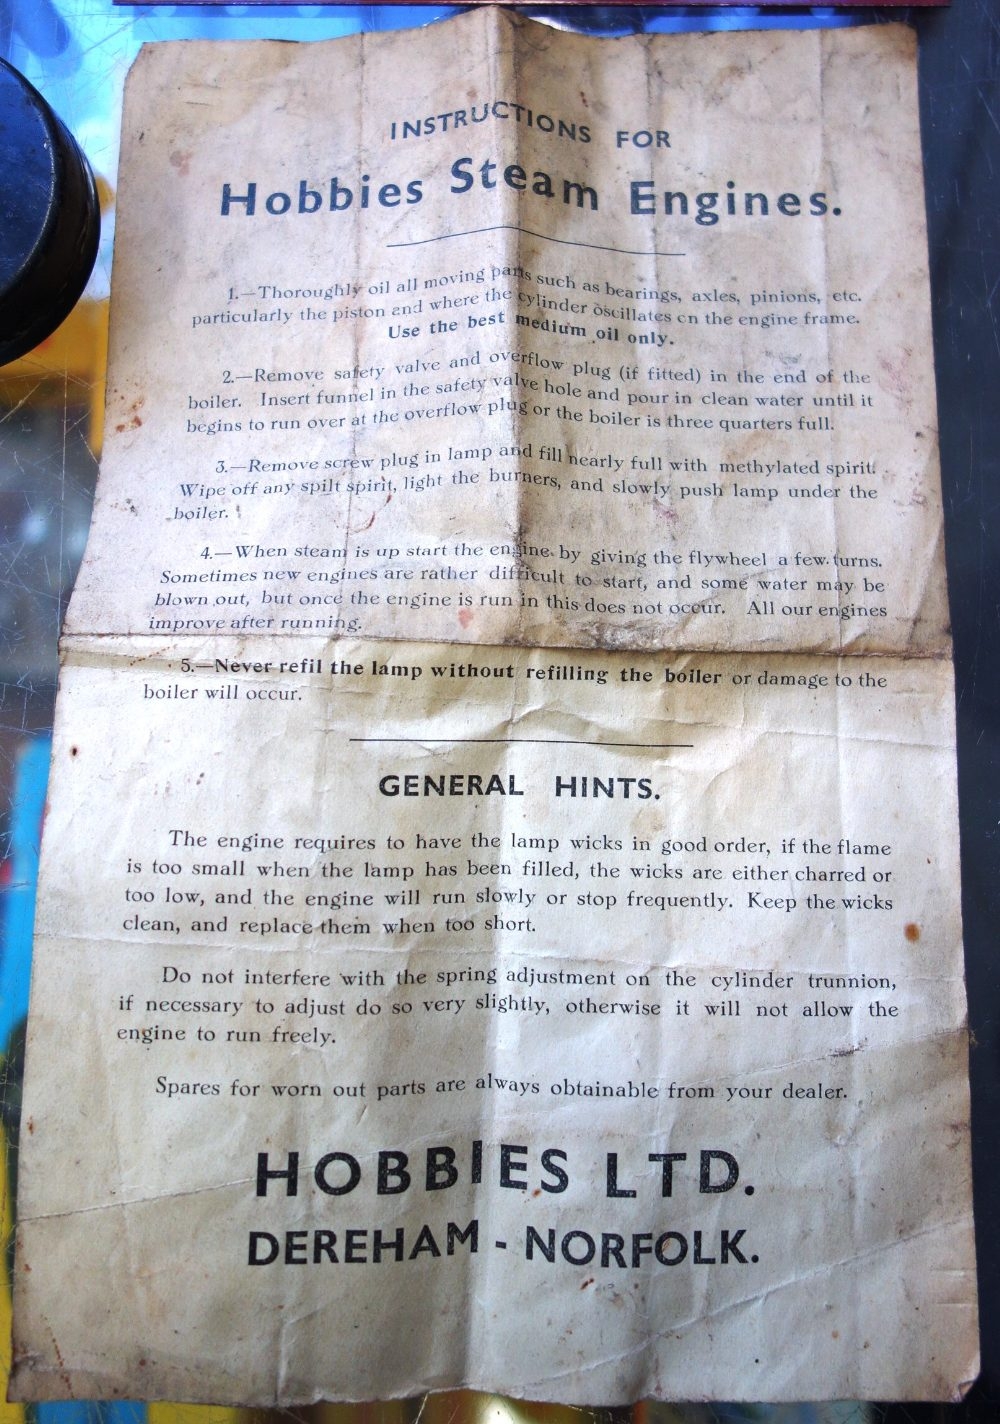 INSTRUCTIONS FOR
Hobbies Steam Engines.
1.—Thoroughly oil all moving parts such as bearings, axles, pinions, etc.
particularly the piston and where the cylinder oscillates on the engine frame.
Use the best medium oil only.
2.—Remove safety valve and overflow plug (if fitted) in the end of the
boiler. Insert funnel in the safety valve hole and pour in clean water until it
begins to run over at the overflow plug or the boiler is three quarters full.
3.—Remove screw plug in lamp and fill nearly full with methylated spirit.
Wipe off any spilt spirit, light the burners, and slowly push lamp under the
boiler.
4.—When steam is up start the engine by giving the flywheel a few turns.
Sometimes new engines are rather difficult to start, and some water may be
blown out, but once the engine is run in this does not occur. All our engines
improve after running.
5.—Never refil the lamp without refilling the boiler or damage to the
boiler will occur.
GENERAL HINTS.
The engine requires to have the lamp wicks in good order, if the flame
is too small when the lamp has been filled, the wicks are either charred or
too low, and the engine will run slowly or stop frequently. Keep the wicks
clean, and replace them when too short.
Do not interfere with the spring adjustment on the cylinder trunnion,
if necessary to adjust do so very slightly, otherwise it will not allow the
engine to run freely.
Spares for worn out parts are always obtainable from your dealer.
HOBBIES LTD.
DEREHAM - NORFOLK.